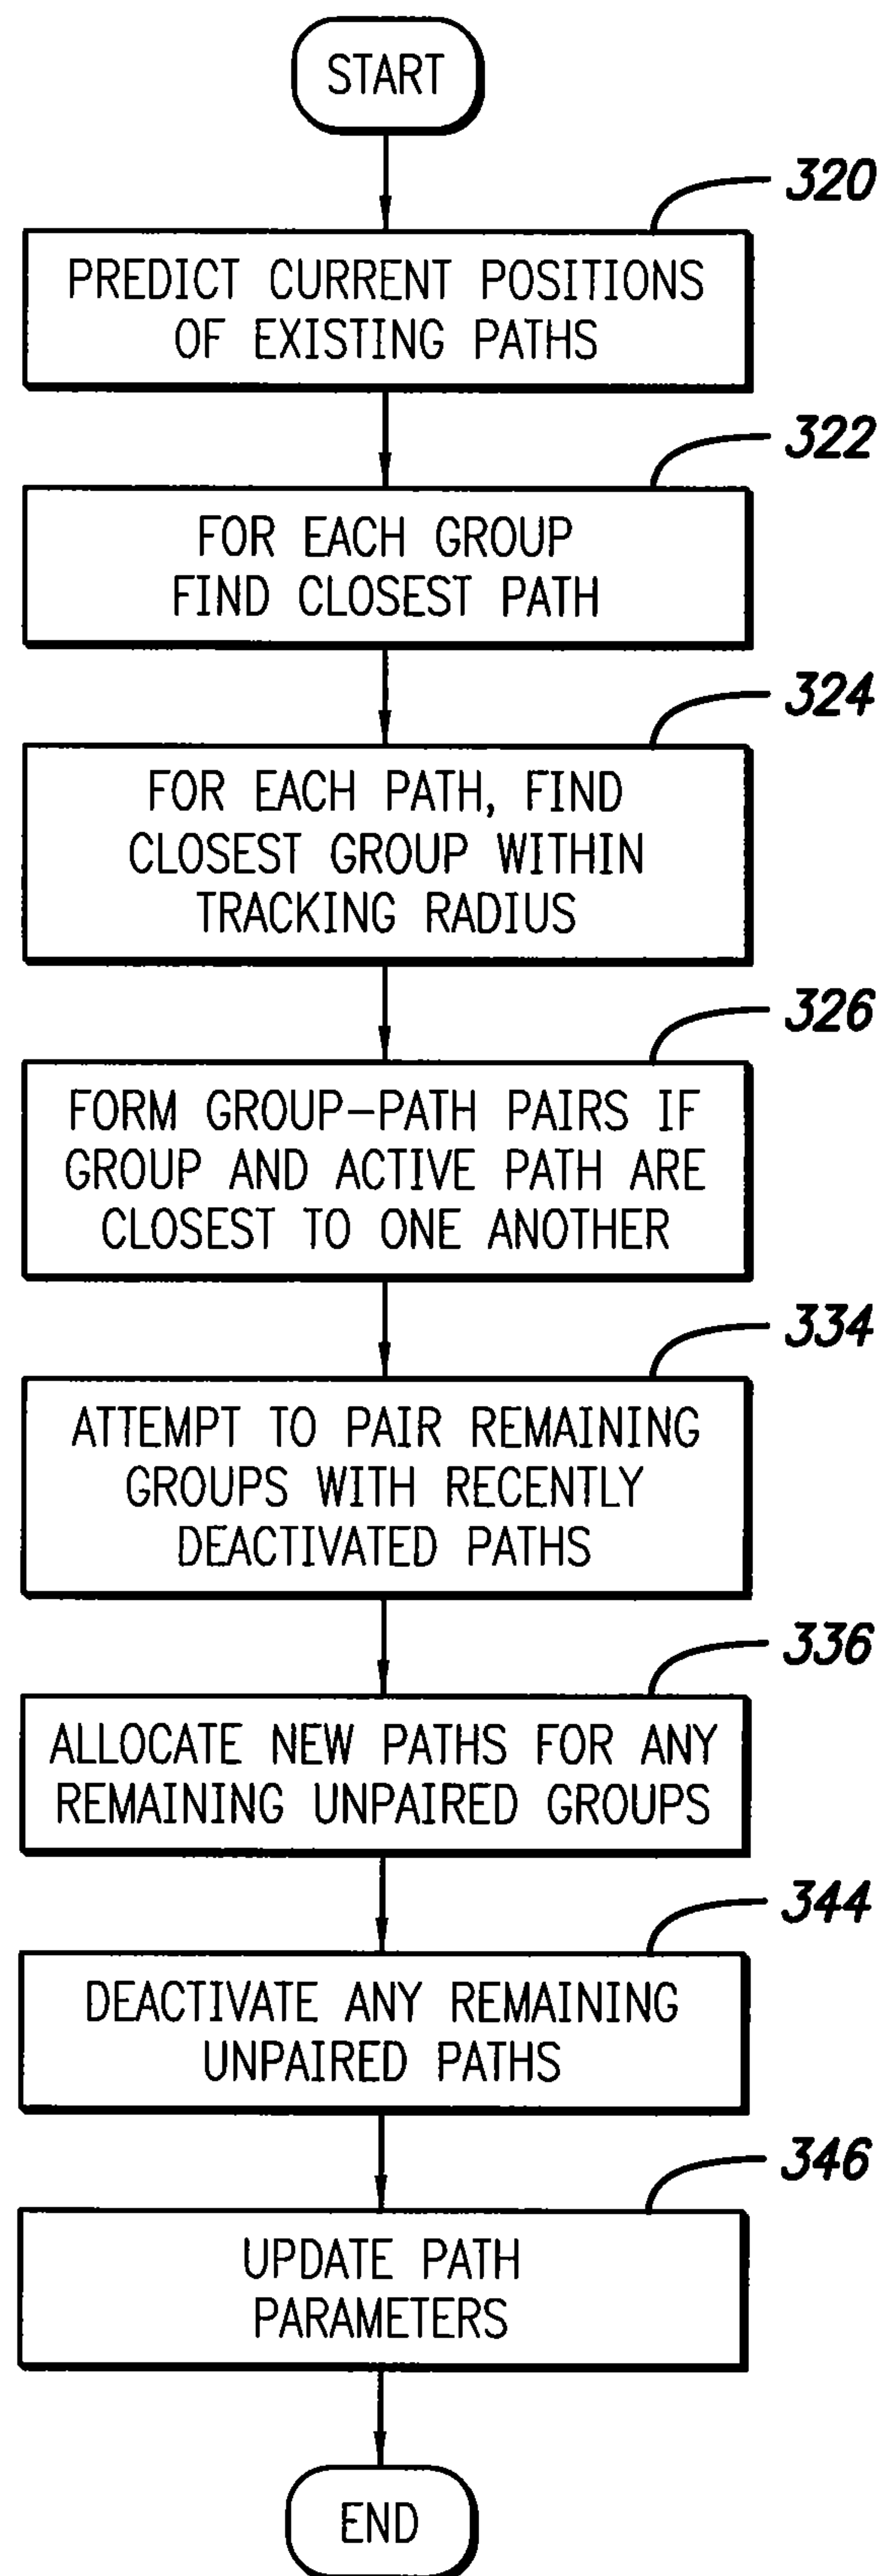 START
320
PREDICT CURRENT POSITIONS
OF EXISTING PATHS
322
FOR EACH GROUP
FIND CLOSEST PATH
324
FOR EACH PATH, FIND
CLOSEST GROUP WITHIN
TRACKING RADIUS
326
FORM GROUP-PATH PAIRS IF
GROUP AND ACTIVE PATH ARE
CLOSEST TO ONE ANOTHER
334
ATTEMPT TO PAIR REMAINING
GROUPS WITH RECENTLY
DEACTIVATED PATHS
336
ALLOCATE NEW PATHS FOR ANY
REMAINING UNPAIRED GROUPS
344
DEACTIVATE ANY REMAINING
UNPAIRED PATHS
346
UPDATE PATH
PARAMETERS
END